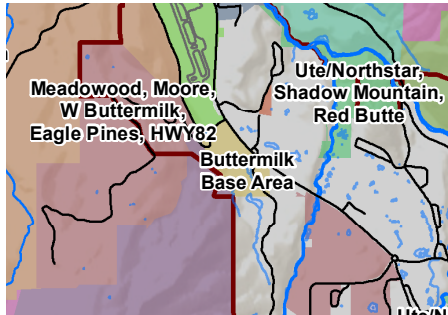 Meadowood, Moore,
W Buttermilk,
Eagle Pines, HWY82
Ute/Northstar,
Shadow Mountain,
Red Butte
Buttermilk
Base Area